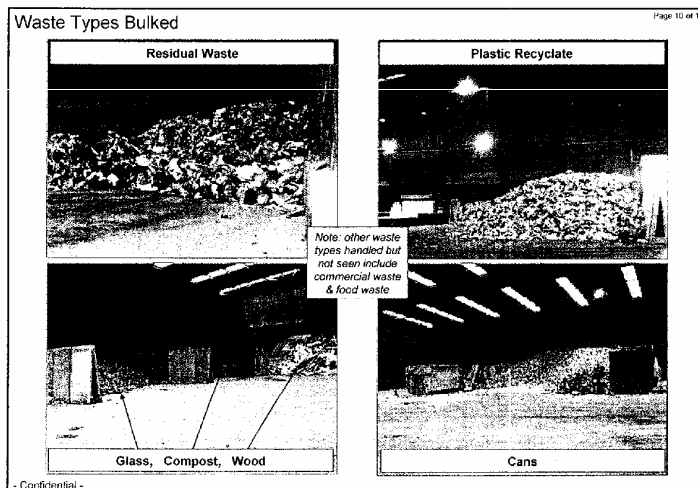 Waste Types Bulked
Page 10 of 1
Residual Waste
Plastic Recyclate
Note: other waste
types handled but
not seen include
commercial waste
& food waste
Glass, Compost, Wood
Cans
- Confidential -